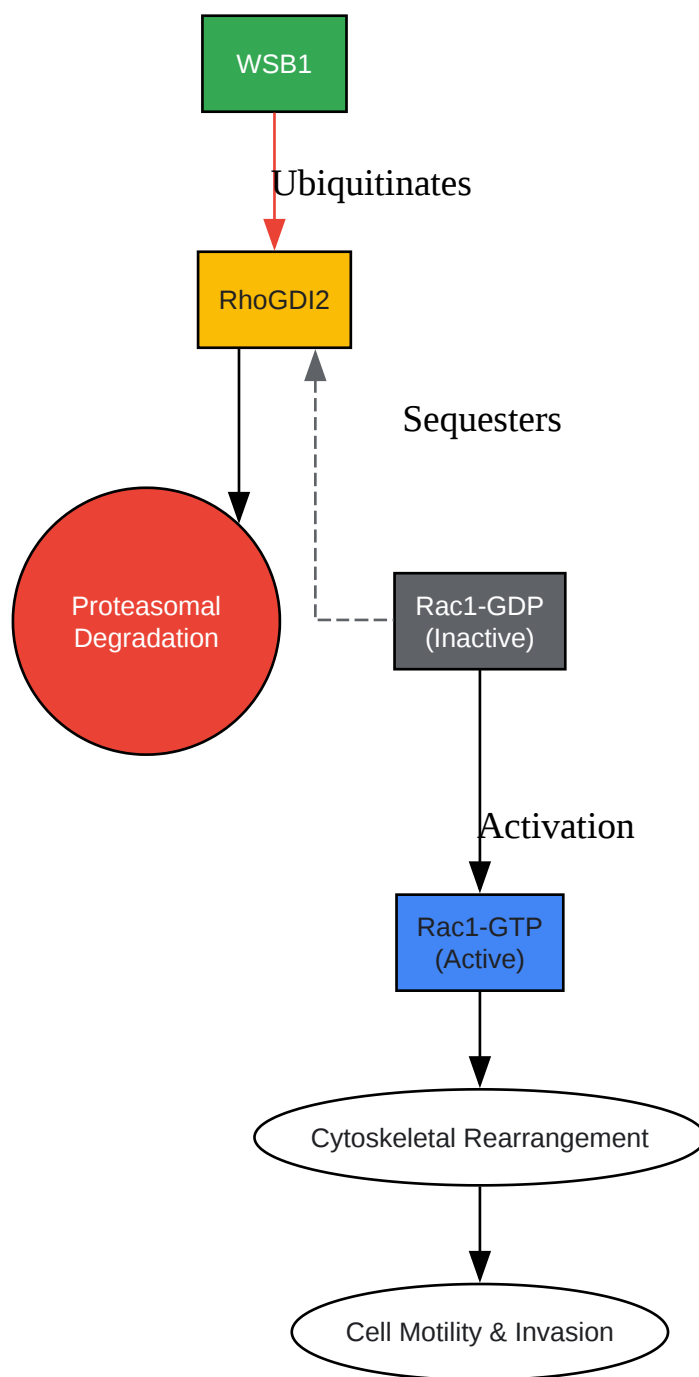 WSB1
Ubiquitinates
RhoGDI2
Sequesters
Proteasomal
Degradation
Rac1-GDP
(Inactive)
Activation
Rac1-GTP
(Active)
Cytoskeletal Rearrangement
Cell Motility & Invasion